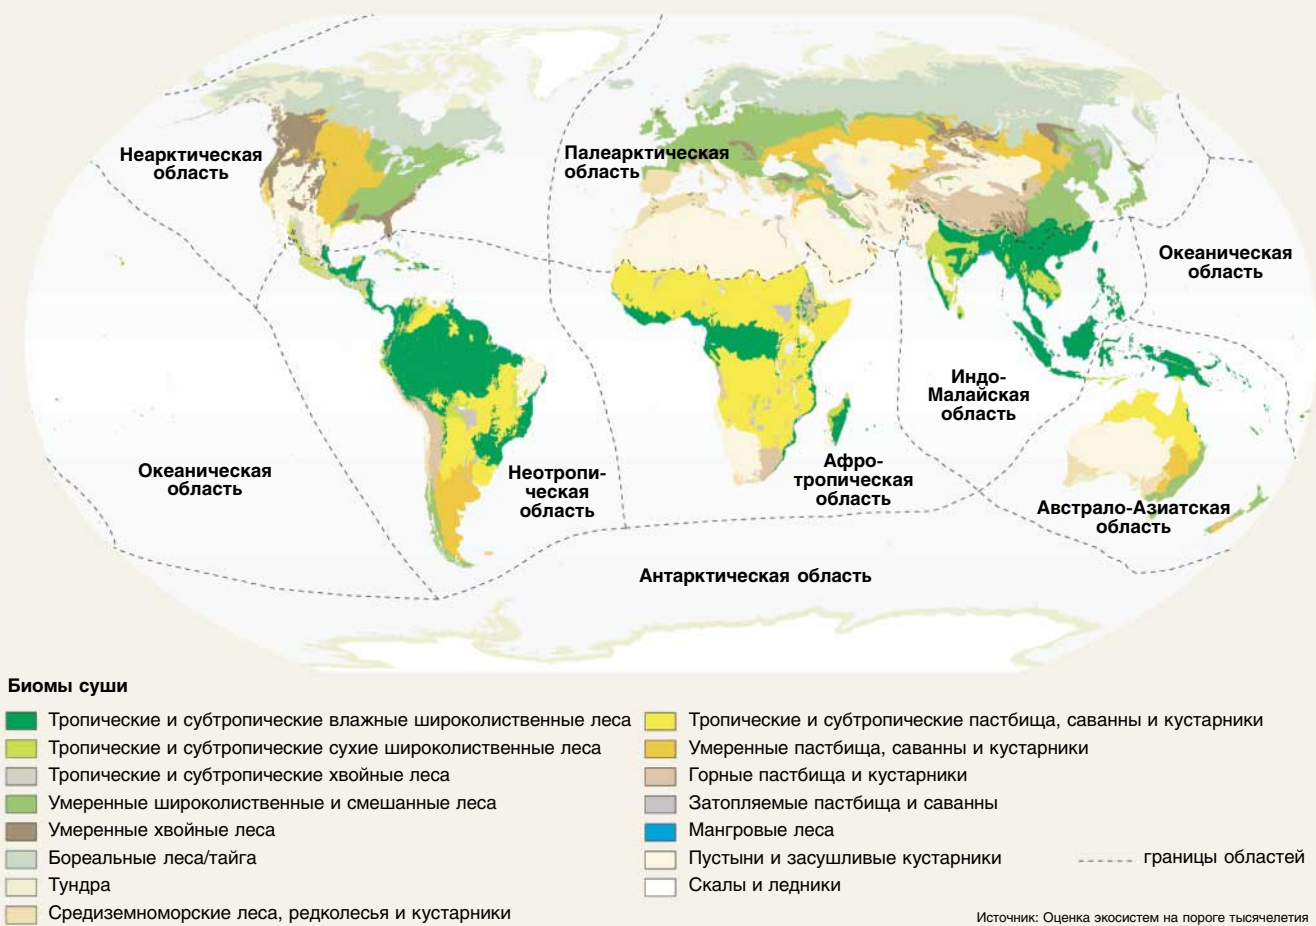 Неарктическая
область
Палеарктическая
область
Океаническая
область
Индо-
Малайская
область
Океаническая
область
Неотропи-
ческая
область
Афро-
тропическая
область
Австрало-Азиатская
область
Антарктическая область
Биомы суши
Тропические и субтропические влажные широколиственные леса
Тропические и субтропические сухие широколиственные леса
Тропические и субтропические хвойные леса
Умеренные широколиственные и смешанные леса
Умеренные хвойные леса
Бореальные леса/тайга
Тундра
Средиземноморские леса, редколесья и кустарники
Тропические и субтропические пастбища, саванны и кустарники
Умеренные пастбища, саванны и кустарники
Горные пастбища и кустарники
Затопляемые пастбища и саванны
Мангровые леса
Пустыни и засушливые кустарники
Скалы и ледники
границы областей
Источник: Оценка экосистем на пороге тысячелетия